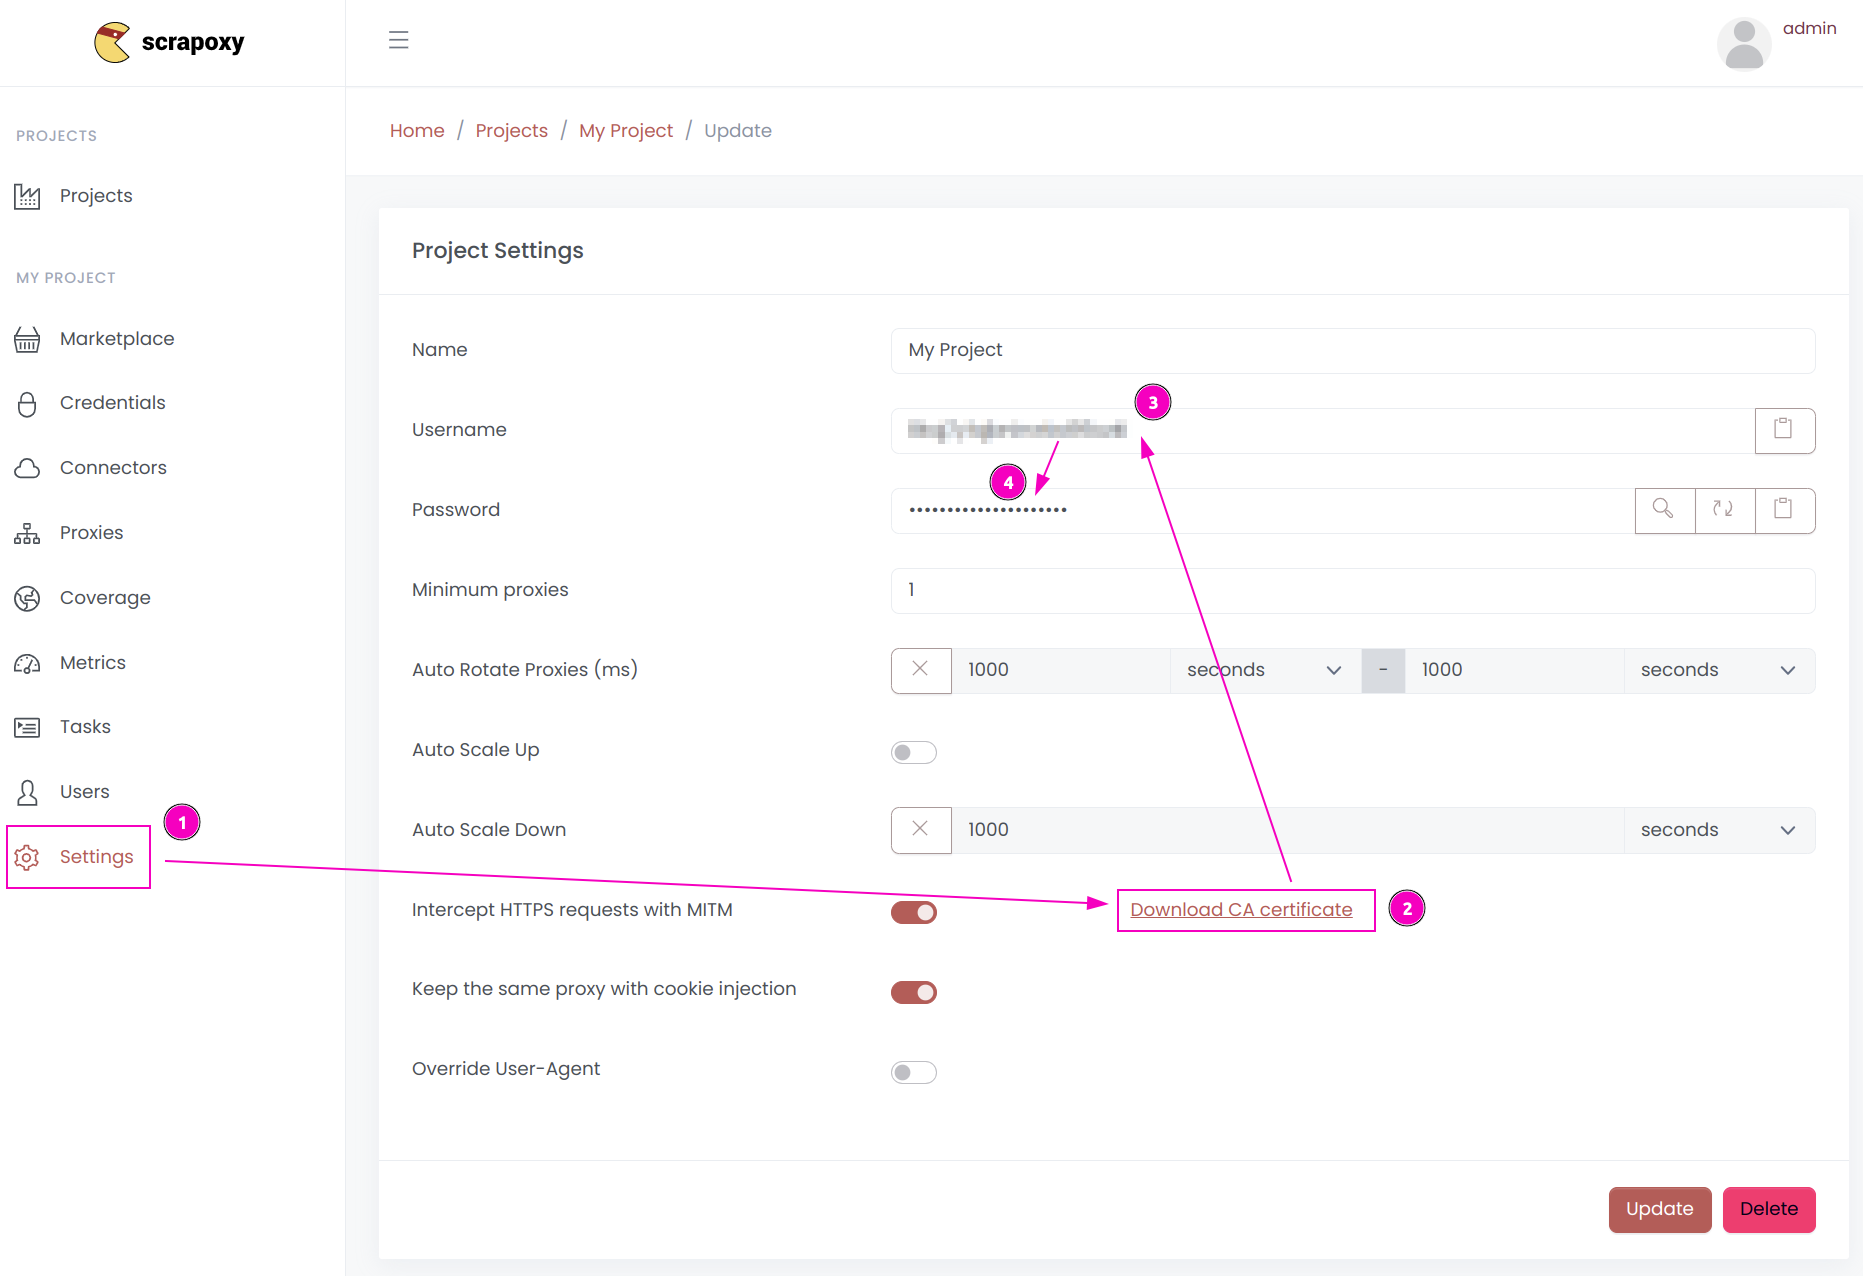 scrapoxy
admin
PROJECTS
Projects
MY PROJECT
Marketplace
Credentials
Connectors
Proxies
Coverage
Metrics
Tasks
Users
Settings
1
Home / Projects / My Project / Update
Project Settings
Name
My Project
3
Username
4
Password
•••••••••••••••••••••
Minimum proxies
1
Auto Rotate Proxies (ms)
1000 seconds - 1000 seconds
Auto Scale Up
Auto Scale Down
1000 seconds
Intercept HTTPS requests with MITM
Download CA certificate
2
Keep the same proxy with cookie injection
Override User-Agent
Update Delete